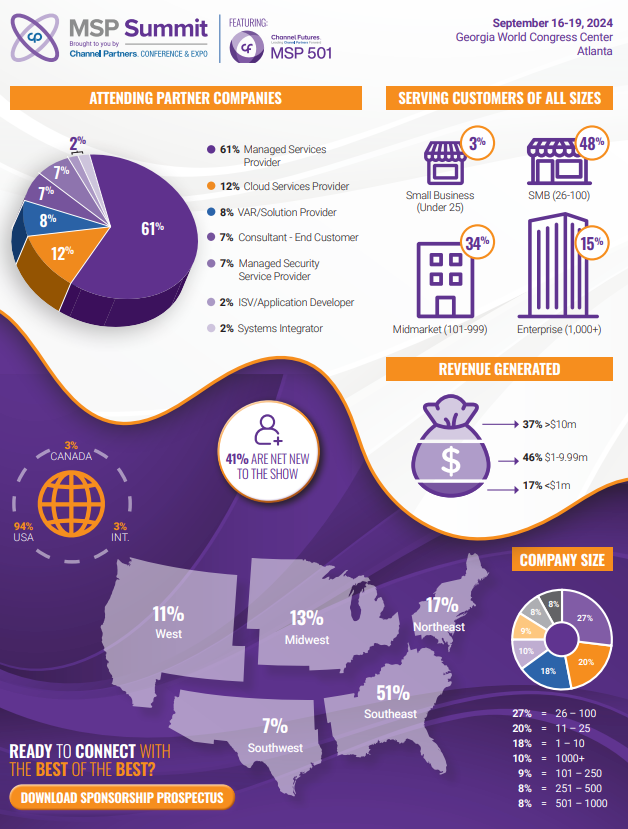 MSP Summit
Brought to you by
Channel Partners. CONFERENCE & EXPO
FEATURING:
Channel Futures.
MSP 501
September 16-19, 2024
Georgia World Congress Center
Atlanta
ATTENDING PARTNER COMPANIES
2%
7%
7%
8%
12%
61%
61% Managed Services
Provider
12% Cloud Services Provider
8% VAR/Solution Provider
7% Consultant - End Customer
7% Managed Security
Service Provider
2% ISV/Application Developer
2% Systems Integrator
SERVING CUSTOMERS OF ALL SIZES
3%
Small Business
(Under 25)
48%
SMB (26-100)
34%
Midmarket (101-999)
15%
Enterprise (1,000+)
REVENUE GENERATED
$
37% >$10m
46% $1-9.99m
17% <$1m
41% ARE NET NEW
TO THE SHOW
3%
CANADA
94%
USA
3%
INT.
11%
West
13%
Midwest
17%
Northeast
51%
Southeast
7%
Southwest
COMPANY SIZE
27%
20%
18%
10%
9%
8%
8%
27% = 26 – 100
20% = 11 – 25
18% = 1 – 10
10% = 1000+
9% = 101 – 250
8% = 251 – 500
8% = 501 – 1000
READY TO CONNECT WITH
THE BEST OF THE BEST?
DOWNLOAD SPONSORSHIP PROSPECTUS